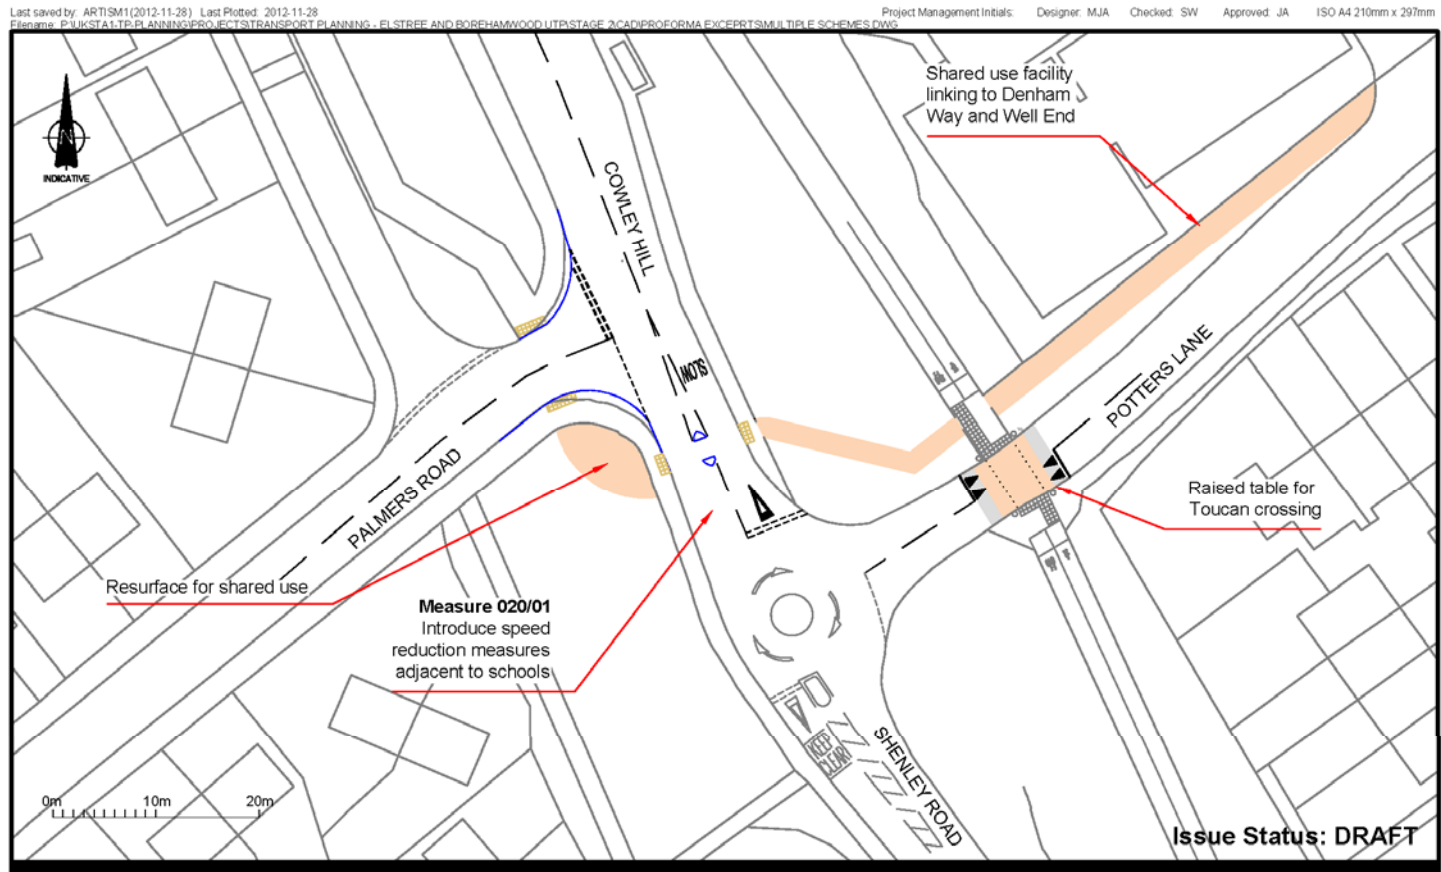 Last saved by: ARTISM1(2012-11-28) Last Plotted: 2012-11-28
Project Management Initials: Designer: MJA Checked: SW Approved: JA ISO A4 210mm x 297mm
Filename: P:\UKSTA1-TP-PLANNING\PROJECTS\TRANSPORT PLANNING - ELSTREE AND BOREHAMWOOD UTP\STAGE 2\CAD\PROFORMA EXCEPRTS\MULTIPLE SCHEMES.DWG
N
INDICATIVE
Shared use facility
linking to Denham
Way and Well End
COWLEY HILL
SLOW
POTTERS LANE
PALMERS ROAD
Raised table for
Toucan crossing
Resurface for shared use
Measure 020/01
Introduce speed
reduction measures
adjacent to schools
KEEP
CLEAR
SHENLEY ROAD
0m 10m 20m
Issue Status: DRAFT